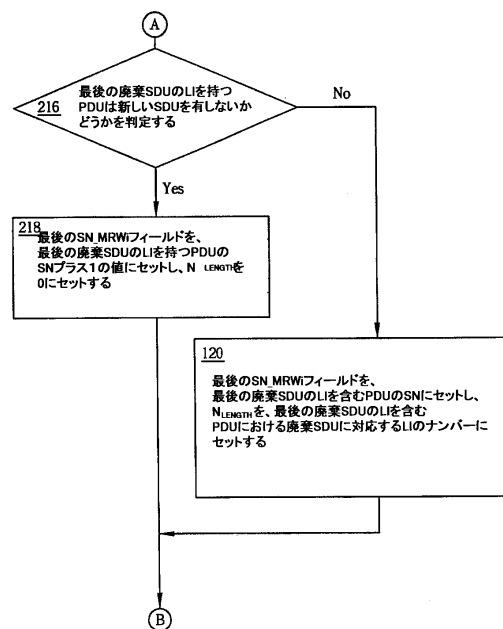 A
216
最後の廃棄SDUのLIを持つ
PDUは新しいSDUを有しないか
どうかを判定する
No
Yes
218
最後のSN_MRWiフィールドを、
最後の廃棄SDUのLIを持つPDUの
SNプラス1の値にセットし、N LENGTHを
0にセットする
120
最後のSN_MRWiフィールドを、
最後の廃棄SDUのLIを含むPDUのSNにセットし、
NLENGTHを、最後の廃棄SDUのLIを含む
PDUにおける廃棄SDUに対応するLIのナンバーに
セットする
B